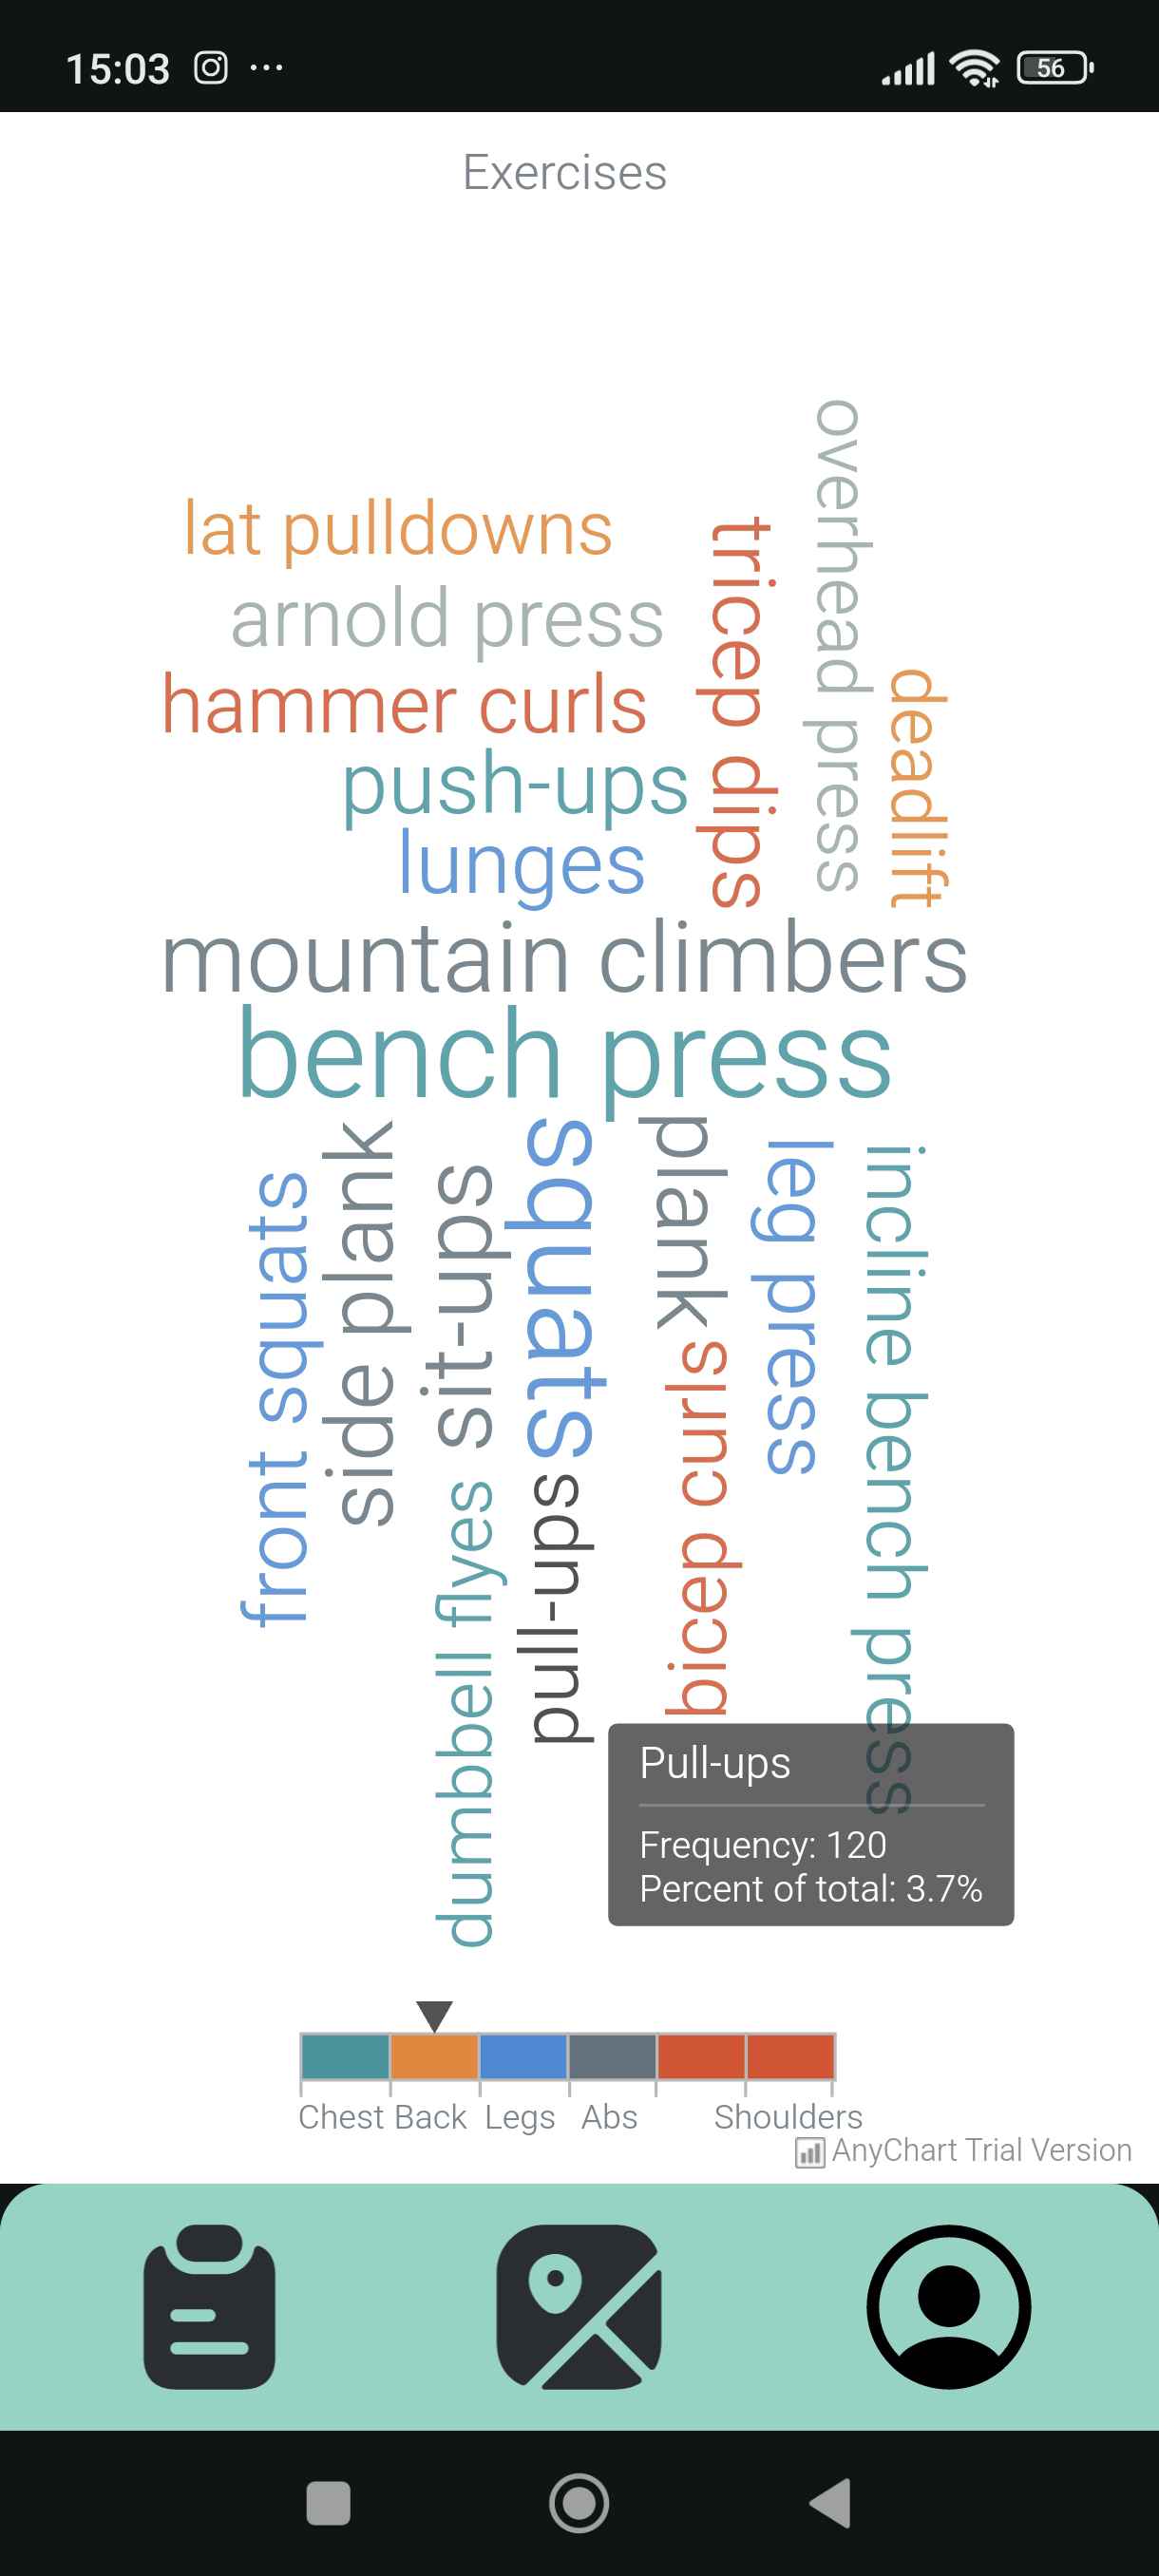 15:03
56
Exercises
overhead press
lat pulldowns
tricep dips
arnold press
deadlift
hammer curls
push-ups
lunges
mountain climbers
bench press
front squats
side plank
sit-ups
squats
plank
leg press
incline bench press
bicep curls
dumbbell flyes
pull-ups
Pull-ups
Frequency: 120
Percent of total: 3.7%
Chest Back Legs Abs Shoulders
AnyChart Trial Version